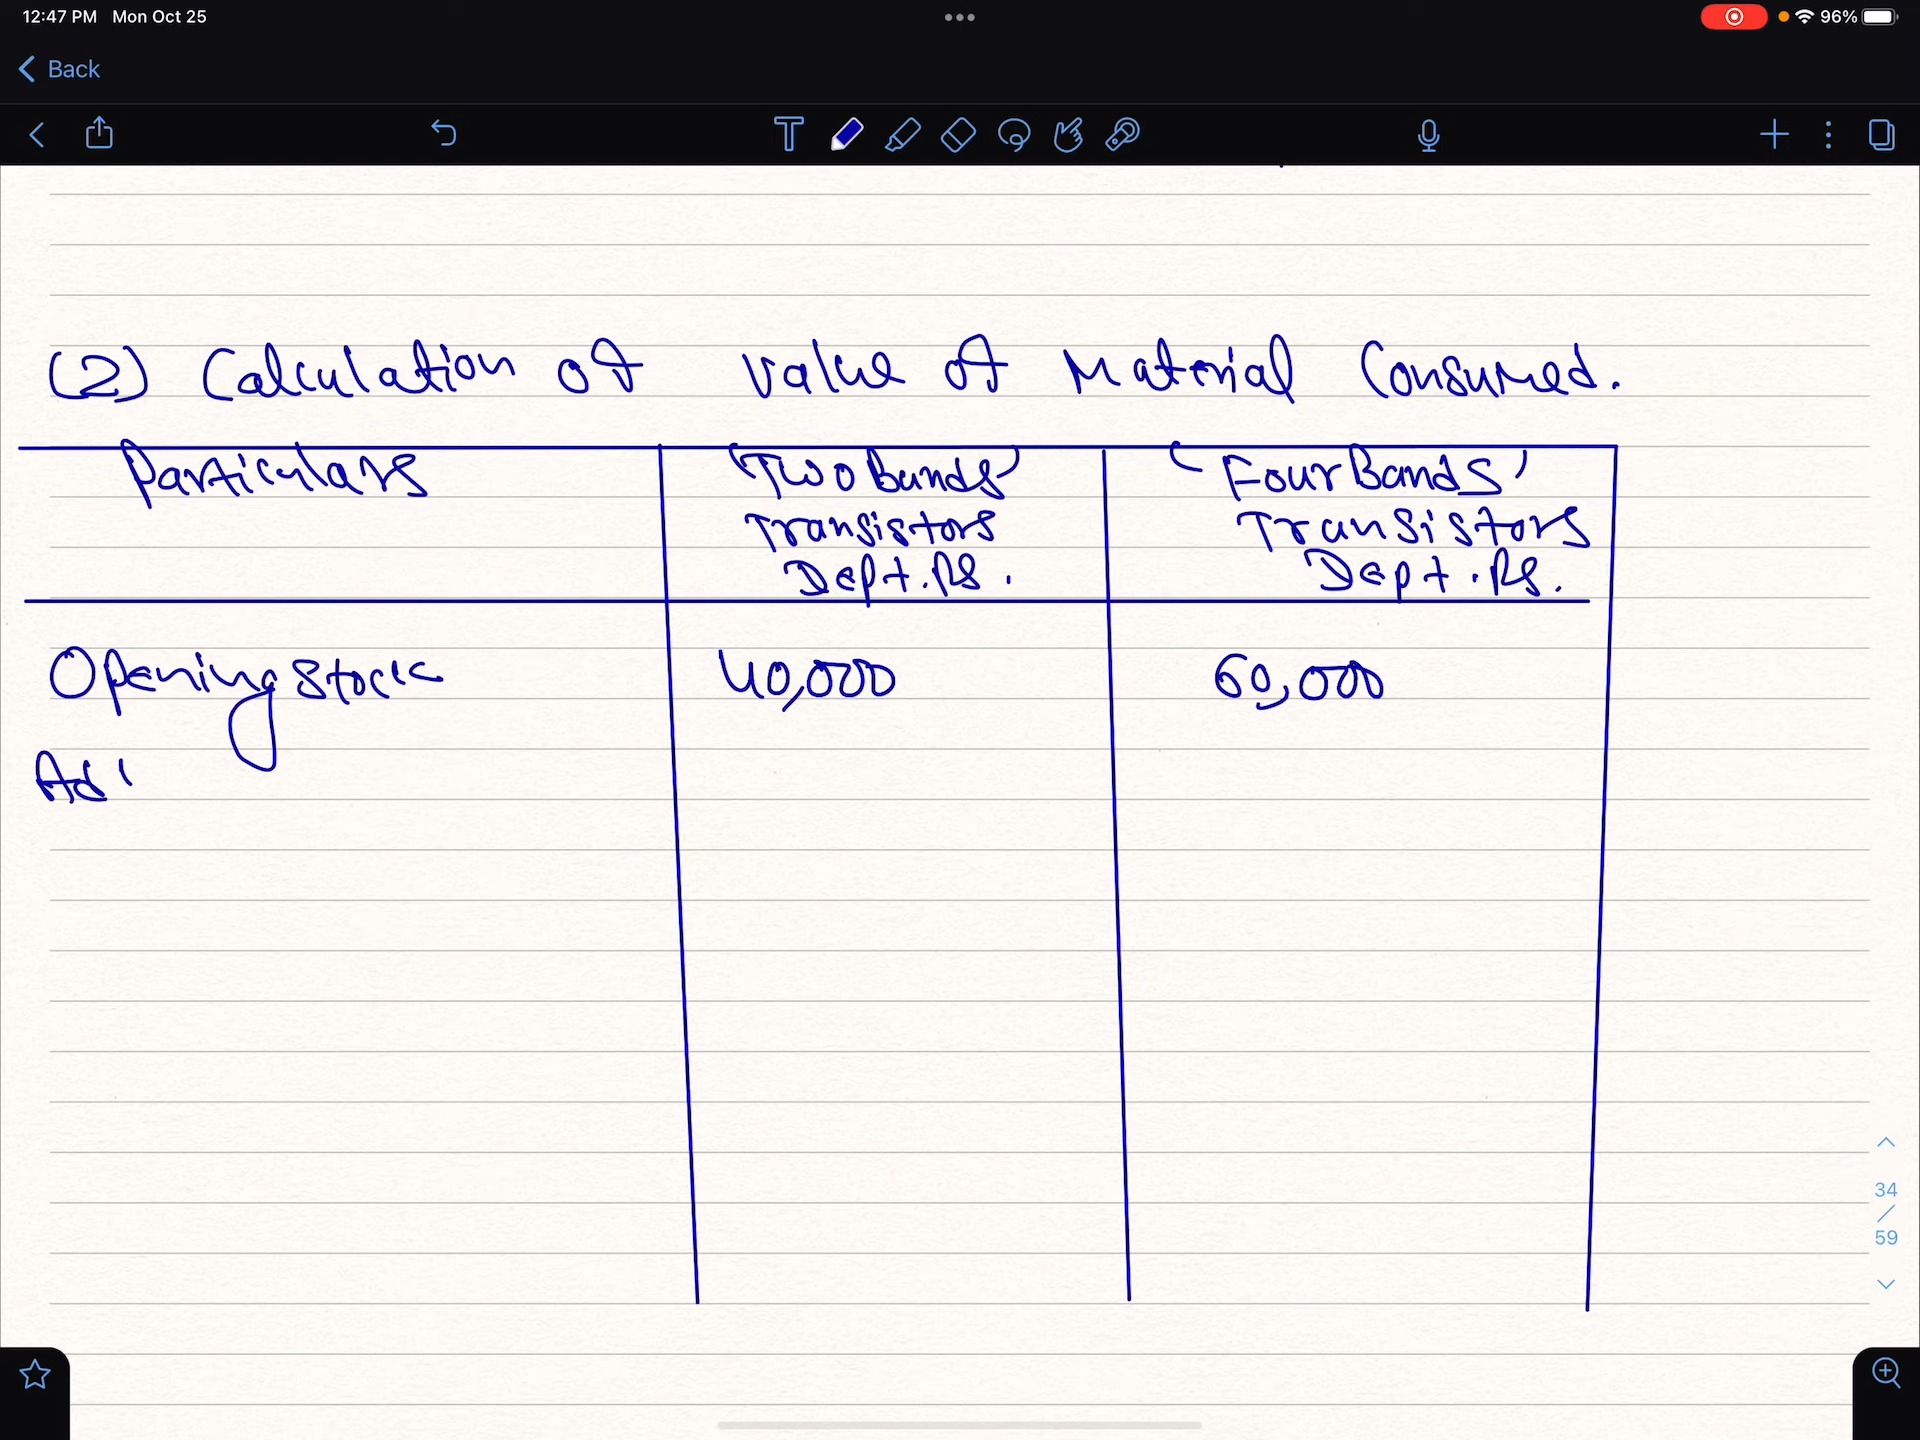 12:47 PM Mon Oct 25
96%
Back
(2) Calculation of Value of Material Consumed.
Particulars 'Two Bands' 'Four Bands'
Transistors Transistors
Dept. Rs. Dept. Rs.
Opening Stock 40,000 60,000
Ad
34
/
59